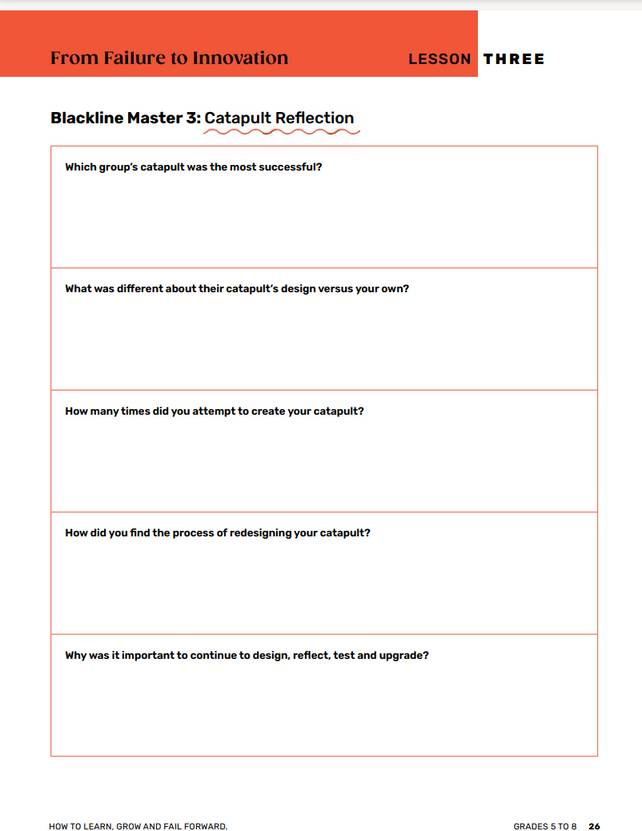 From Failure to Innovation LESSON THREE
Blackline Master 3: Catapult Reflection
Which group's catapult was the most successful?
What was different about their catapult's design versus your own?
How many times did you attempt to create your catapult?
How did you find the process of redesigning your catapult?
Why was it important to continue to design, reflect, test and upgrade?
HOW TO LEARN, GROW AND FAIL FORWARD. GRADES 5 TO 8 26